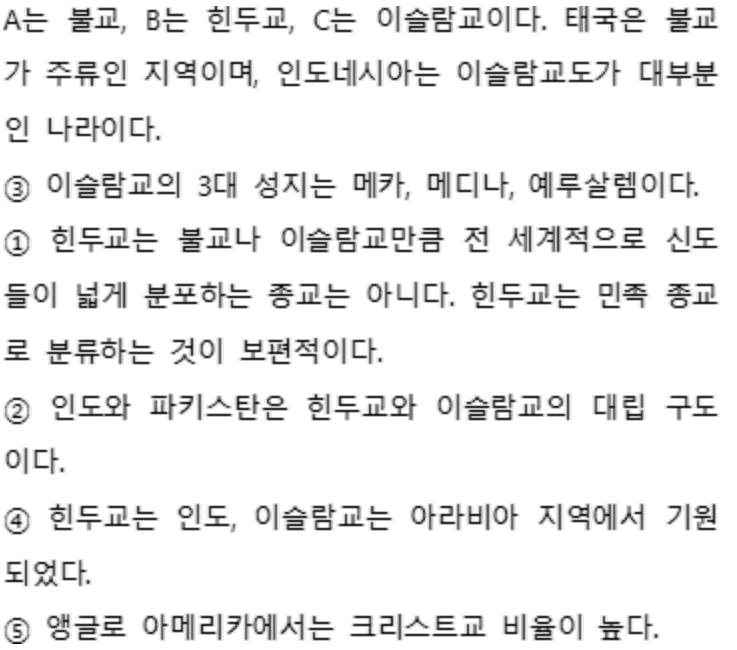 A는 불교, B는 힌두교, C는 이슬람교이다. 태국은 불교
가 주류인 지역이며, 인도네시아는 이슬람교도가 대부분
인 나라이다.
③ 이슬람교의 3대 성지는 메카, 메디나, 예루살렘이다.
① 힌두교는 불교나 이슬람교만큼 전 세계적으로 신도
들이 넓게 분포하는 종교는 아니다. 힌두교는 민족 종교
로 분류하는 것이 보편적이다.
② 인도와 파키스탄은 힌두교와 이슬람교의 대립 구도
이다.
④ 힌두교는 인도, 이슬람교는 아라비아 지역에서 기원
되었다.
⑤ 앵글로 아메리카에서는 크리스트교 비율이 높다.